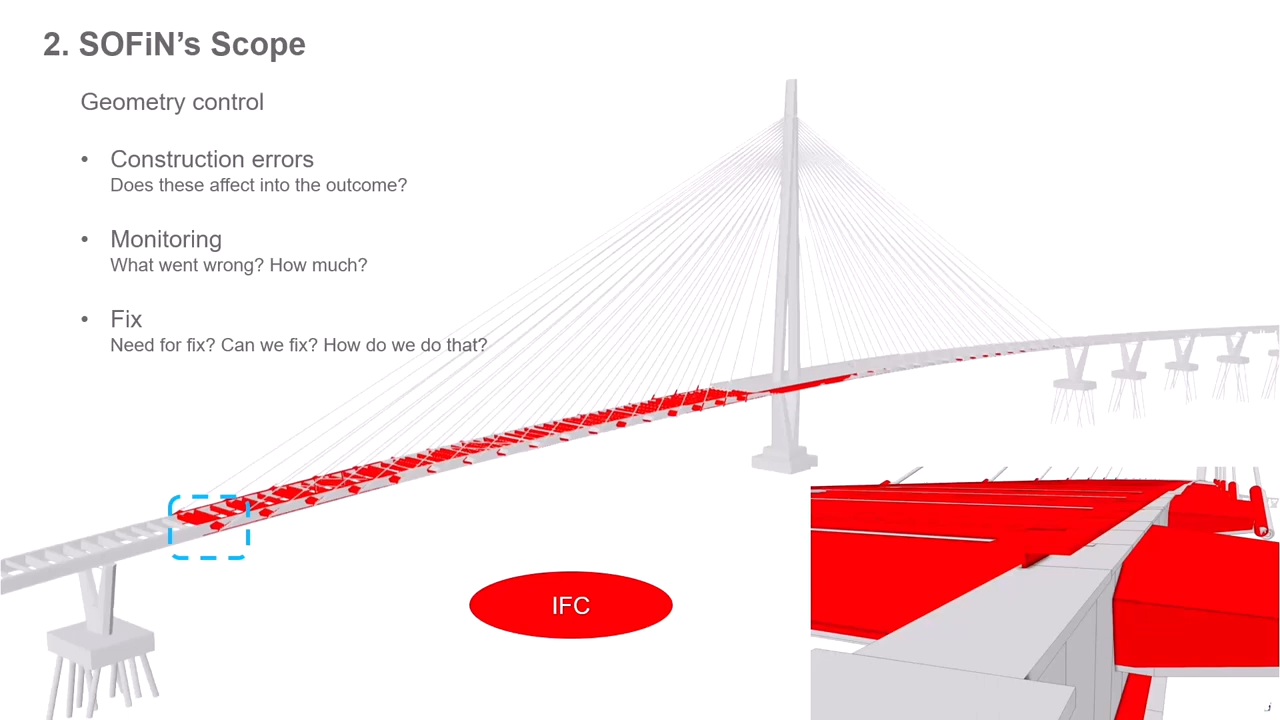 2. SOFiN’s Scope
Geometry control
• Construction errors
Does these affect into the outcome?
• Monitoring
What went wrong? How much?
• Fix
Need for fix? Can we fix? How do we do that?
IFC